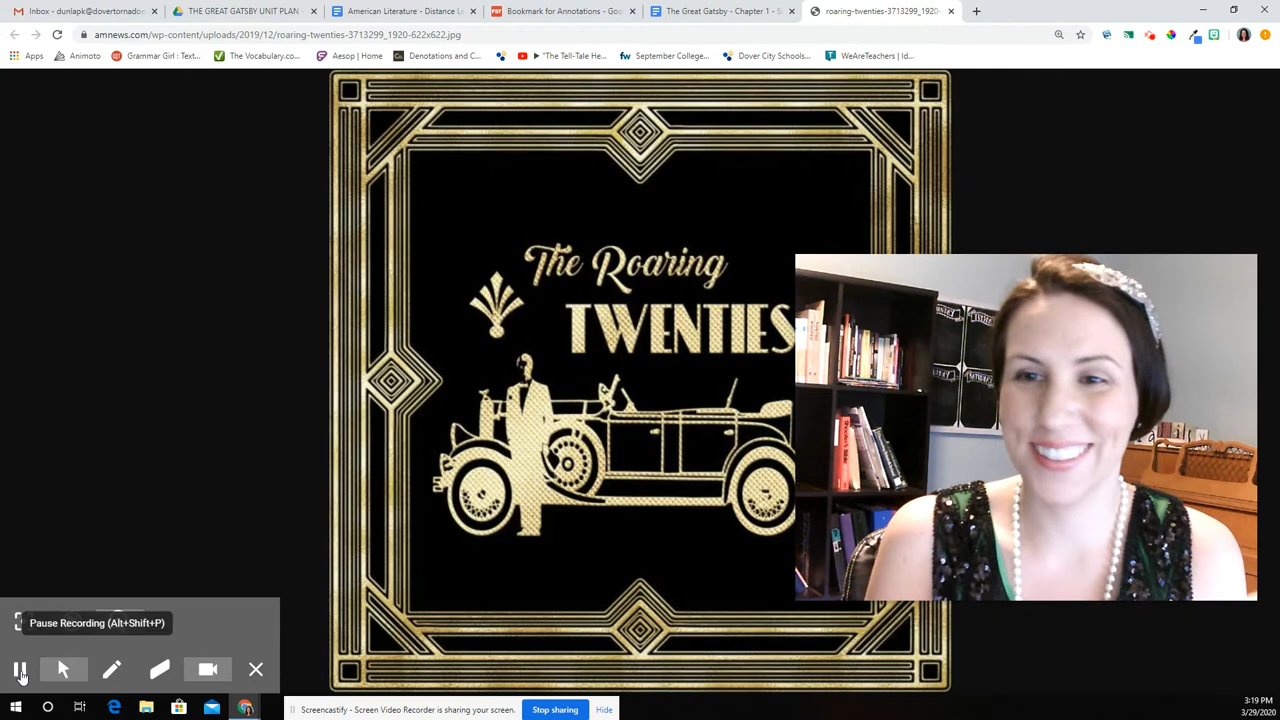 Inbox - dunlapk@dovertornado
THE GREAT GATSBY UNIT PLAN -
American Literature - Distance Le
Bookmark for Annotations - Goo
The Great Gatsby - Chapter 1 - S
roaring-twenties-3713299_1920-
amnews.com/wp-content/uploads/2019/12/roaring-twenties-3713299_1920-622x622.jpg
Apps
Animoto
Grammar Girl : Text...
The Vocabulary.co...
Aesop | Home
Denotations and C...
"The Tell-Tale He...
September College...
Dover City Schools...
WeAreTeachers | Id...
The Roaring
TWENTIES
Pause Recording (Alt+Shift+P)
Screencastify - Screen Video Recorder is sharing your screen.
Stop sharing
Hide
3:19 PM
3/29/2020